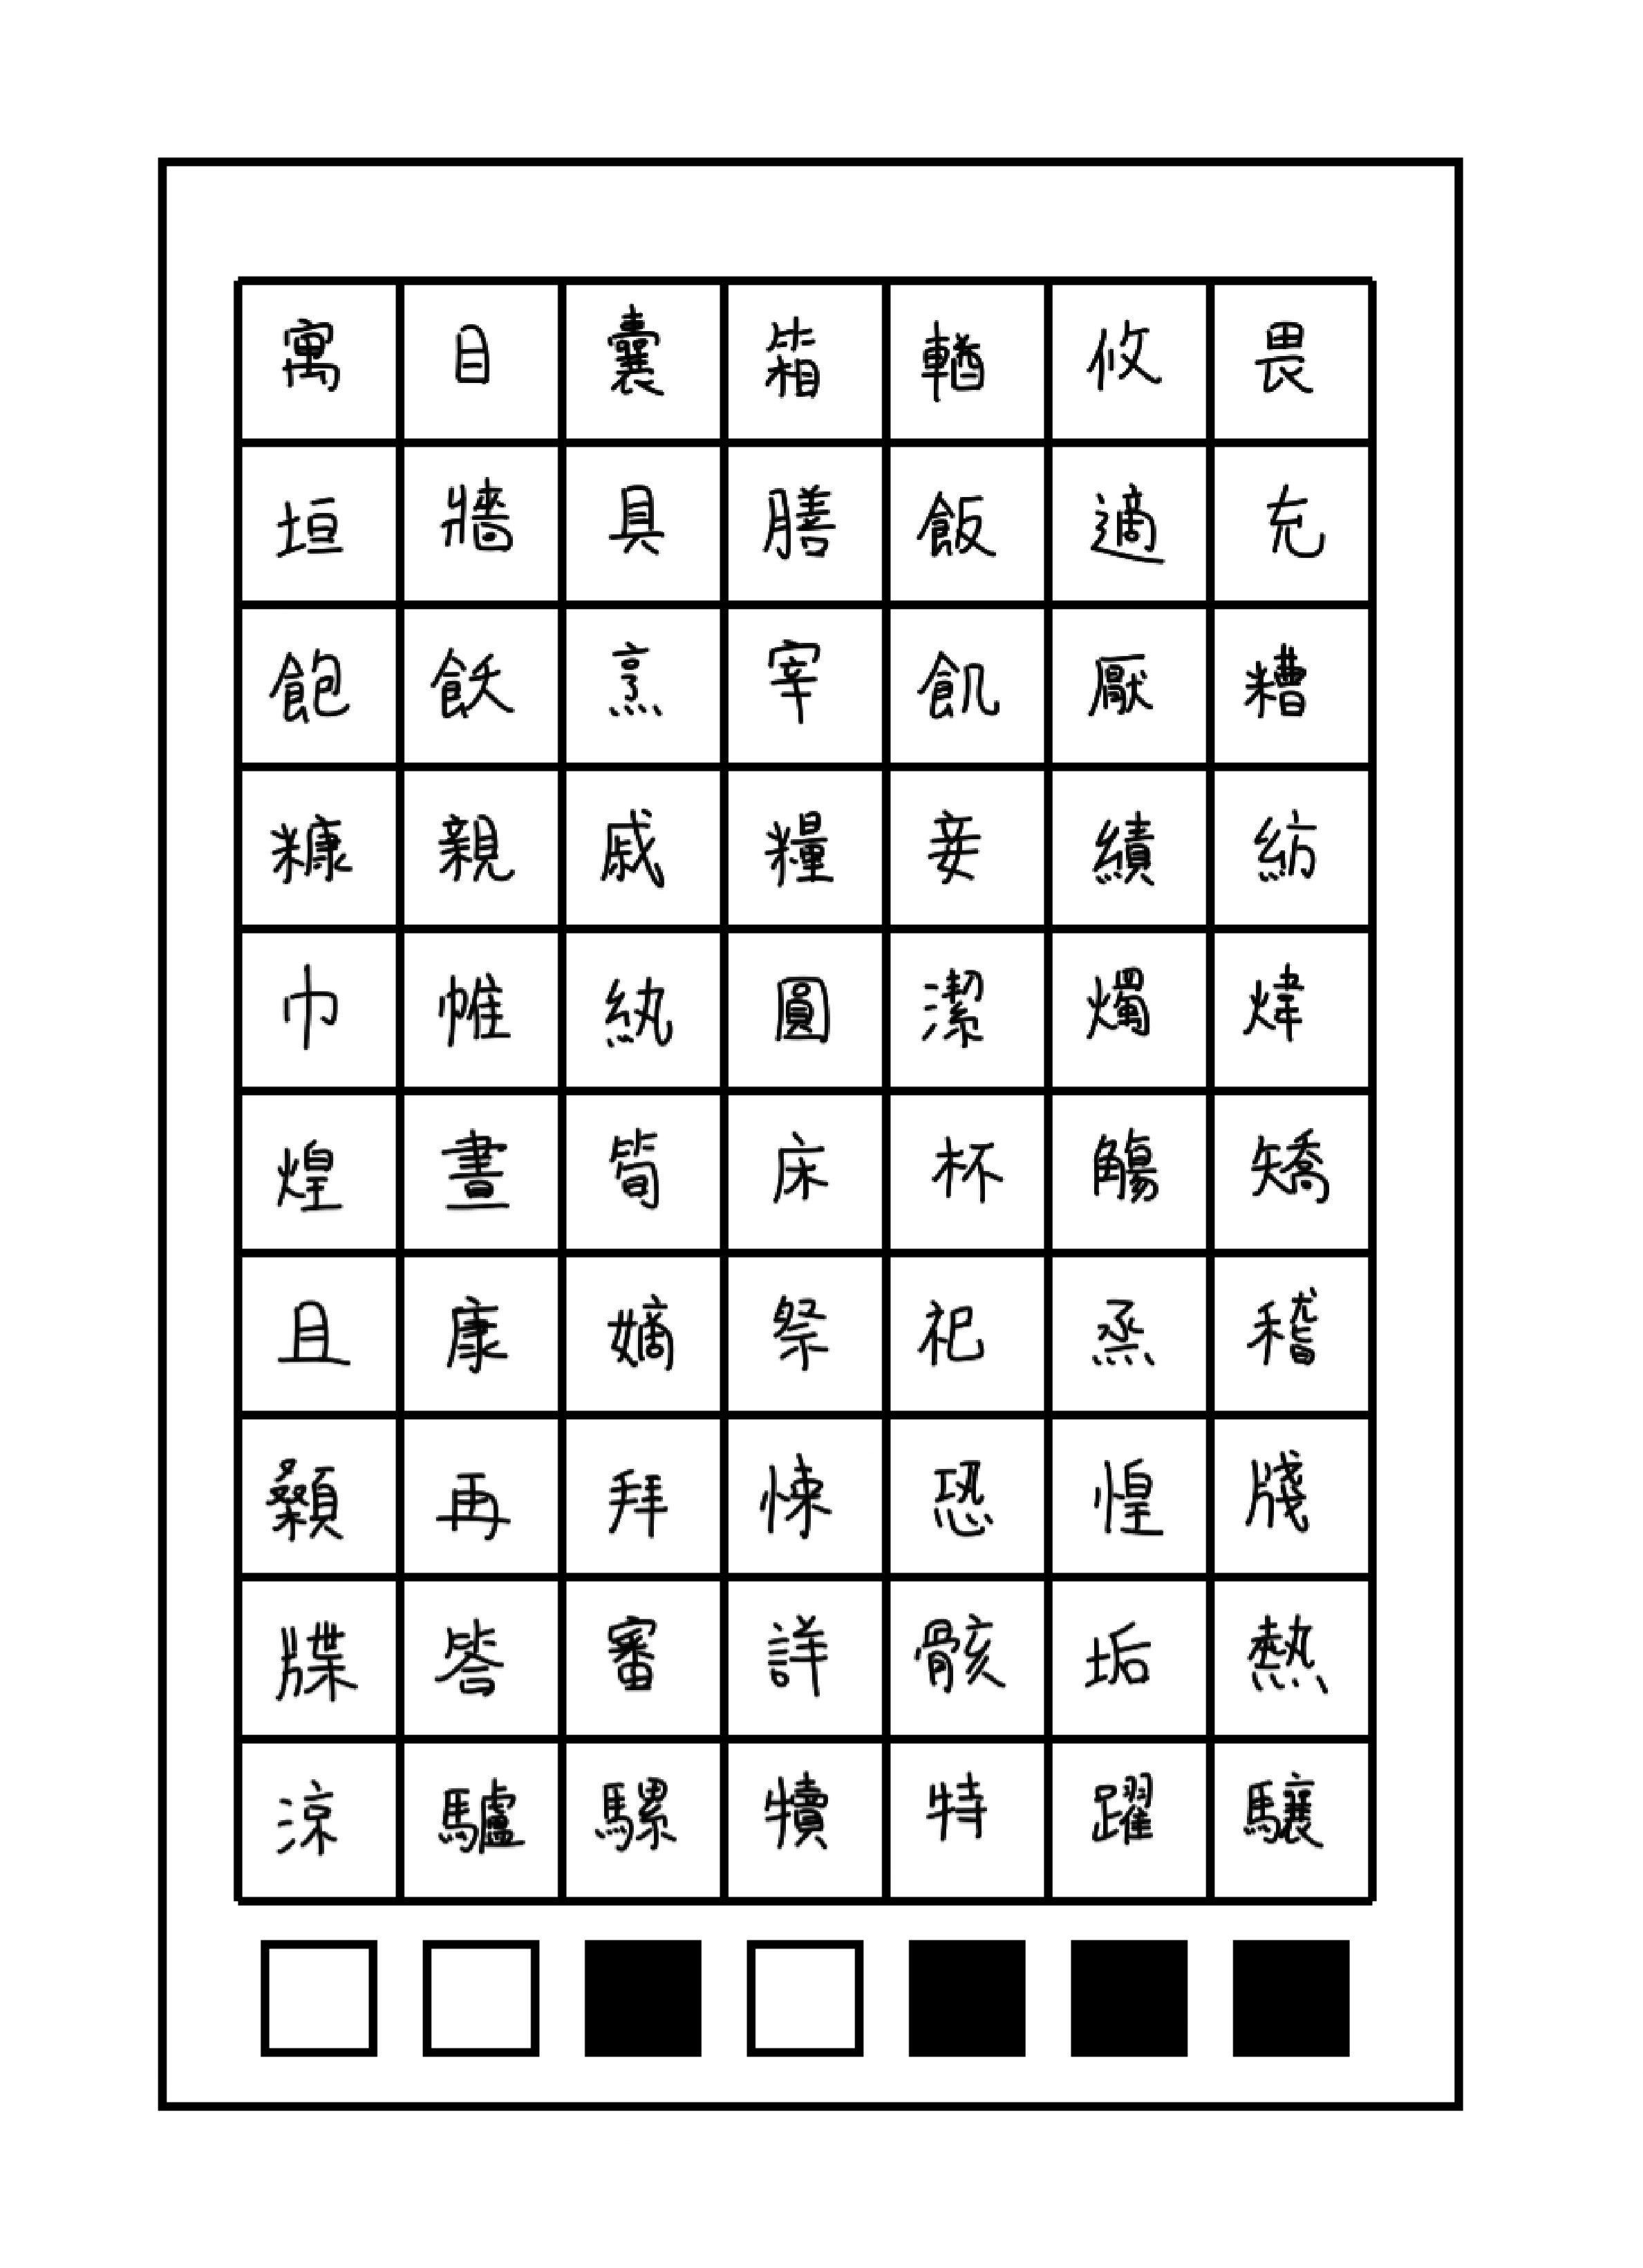 寓目囊箱輶攸畏
垣牆具膳飯適充
飽飫烹宰飢厭糟
糠親戚糧妾績紡
巾帷紈圓潔燭煒
煌晝筍床杯觴矯
且康嫡祭祀烝稽
顙再拜悚恐惶牋
牒答審詳骸垢熱
涼驢騾犢特躍驤